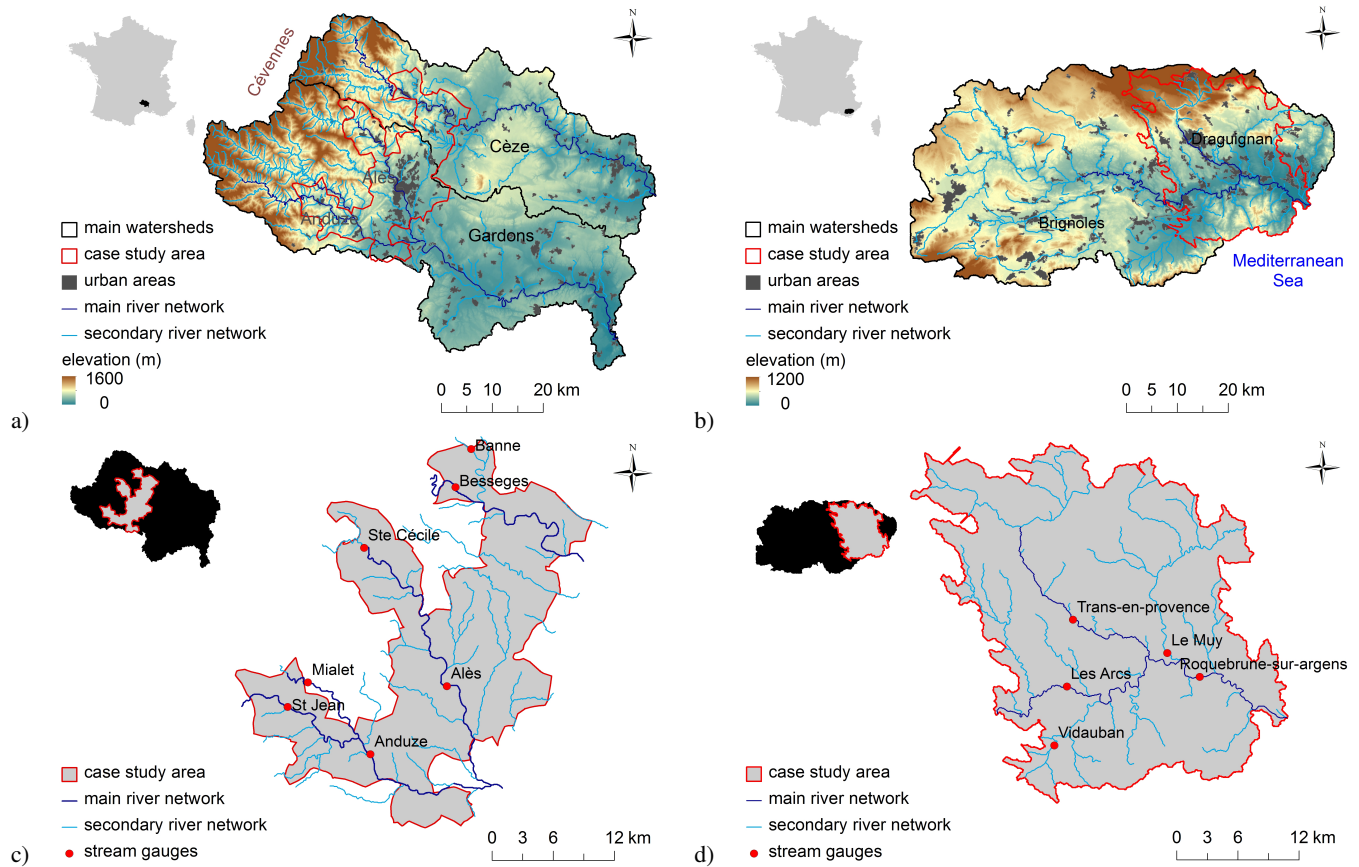 N
Cévennes
Cèze
Alès
Anduze
Gardons
main watersheds
case study area
urban areas
main river network
secondary river network
elevation (m)
1600
0
0 5 10 20 km
a)
N
Draguignan
Brignoles
Mediterranean
Sea
main watersheds
case study area
urban areas
main river network
secondary river network
elevation (m)
1200
0
0 5 10 20 km
b)
N
Banne
Besseges
Ste Cécile
Mialet
Alès
St Jean
Anduze
case study area
main river network
secondary river network
stream gauges
0 3 6 12 km
c)
N
Trans-en-provence
Le Muy
Roquebrune-sur-argens
Les Arcs
Vidauban
case study area
main river network
secondary river network
stream gauges
0 3 6 12 km
d)